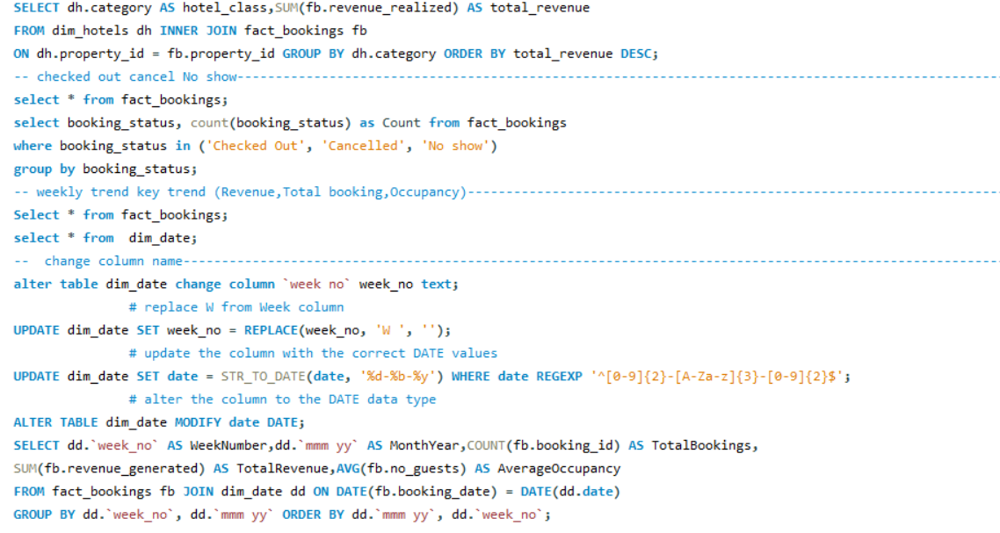 SELECT dh.category AS hotel_class,SUM(fb.revenue_realized) AS total_revenue
FROM dim_hotels dh INNER JOIN fact_bookings fb
ON dh.property_id = fb.property_id GROUP BY dh.category ORDER BY total_revenue DESC;
-- checked out cancel No show----------------------------------------------------------------------------------------------------
select * from fact_bookings;
select booking_status, count(booking_status) as Count from fact_bookings
where booking_status in ('Checked Out', 'Cancelled', 'No show')
group by booking_status;
-- weekly trend key trend (Revenue,Total booking,Occupancy)----------------------------------------------------------------------
Select * from fact_bookings;
select * from  dim_date;
--  change column name-----------------------------------------------------------------------------------------------------------
alter table dim_date change column `week no` week_no text;
# replace W from Week column
UPDATE dim_date SET week_no = REPLACE(week_no, 'W ', '');
# update the column with the correct DATE values
UPDATE dim_date SET date = STR_TO_DATE(date, '%d-%b-%y') WHERE date REGEXP '^[0-9]{2}-[A-Za-z]{3}-[0-9]{2}$';
# alter the column to the DATE data type
ALTER TABLE dim_date MODIFY date DATE;
SELECT dd.`week_no` AS WeekNumber,dd.`mmm yy` AS MonthYear,COUNT(fb.booking_id) AS TotalBookings,
SUM(fb.revenue_generated) AS TotalRevenue,AVG(fb.no_guests) AS AverageOccupancy
FROM fact_bookings fb JOIN dim_date dd ON DATE(fb.booking_date) = DATE(dd.date)
GROUP BY dd.`week_no`, dd.`mmm yy` ORDER BY dd.`mmm yy`, dd.`week_no`;